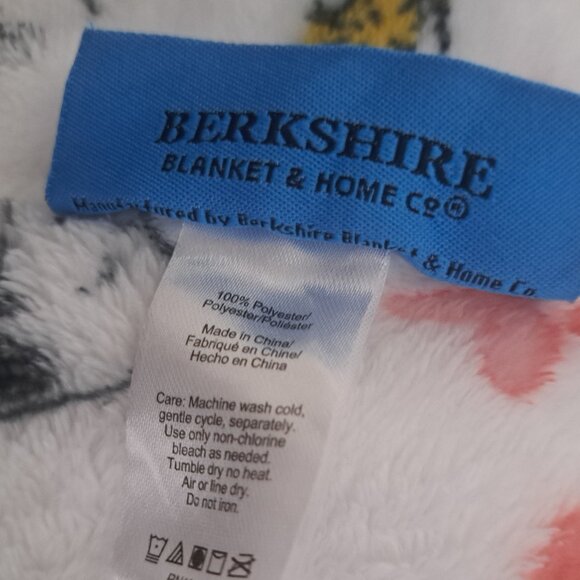 BERKSHIRE
BLANKET & HOME Co®
Manufactured by Berkshire Blanket & Home Co.
100% Polyester/
Polyester/Poliéster
Made in China/
Fabriqué en Chine/
Hecho en China
Care: Machine wash cold,
gentle cycle, separately.
Use only non-chlorine
bleach as needed.
Tumble dry no heat.
Air or line dry.
Do not iron.